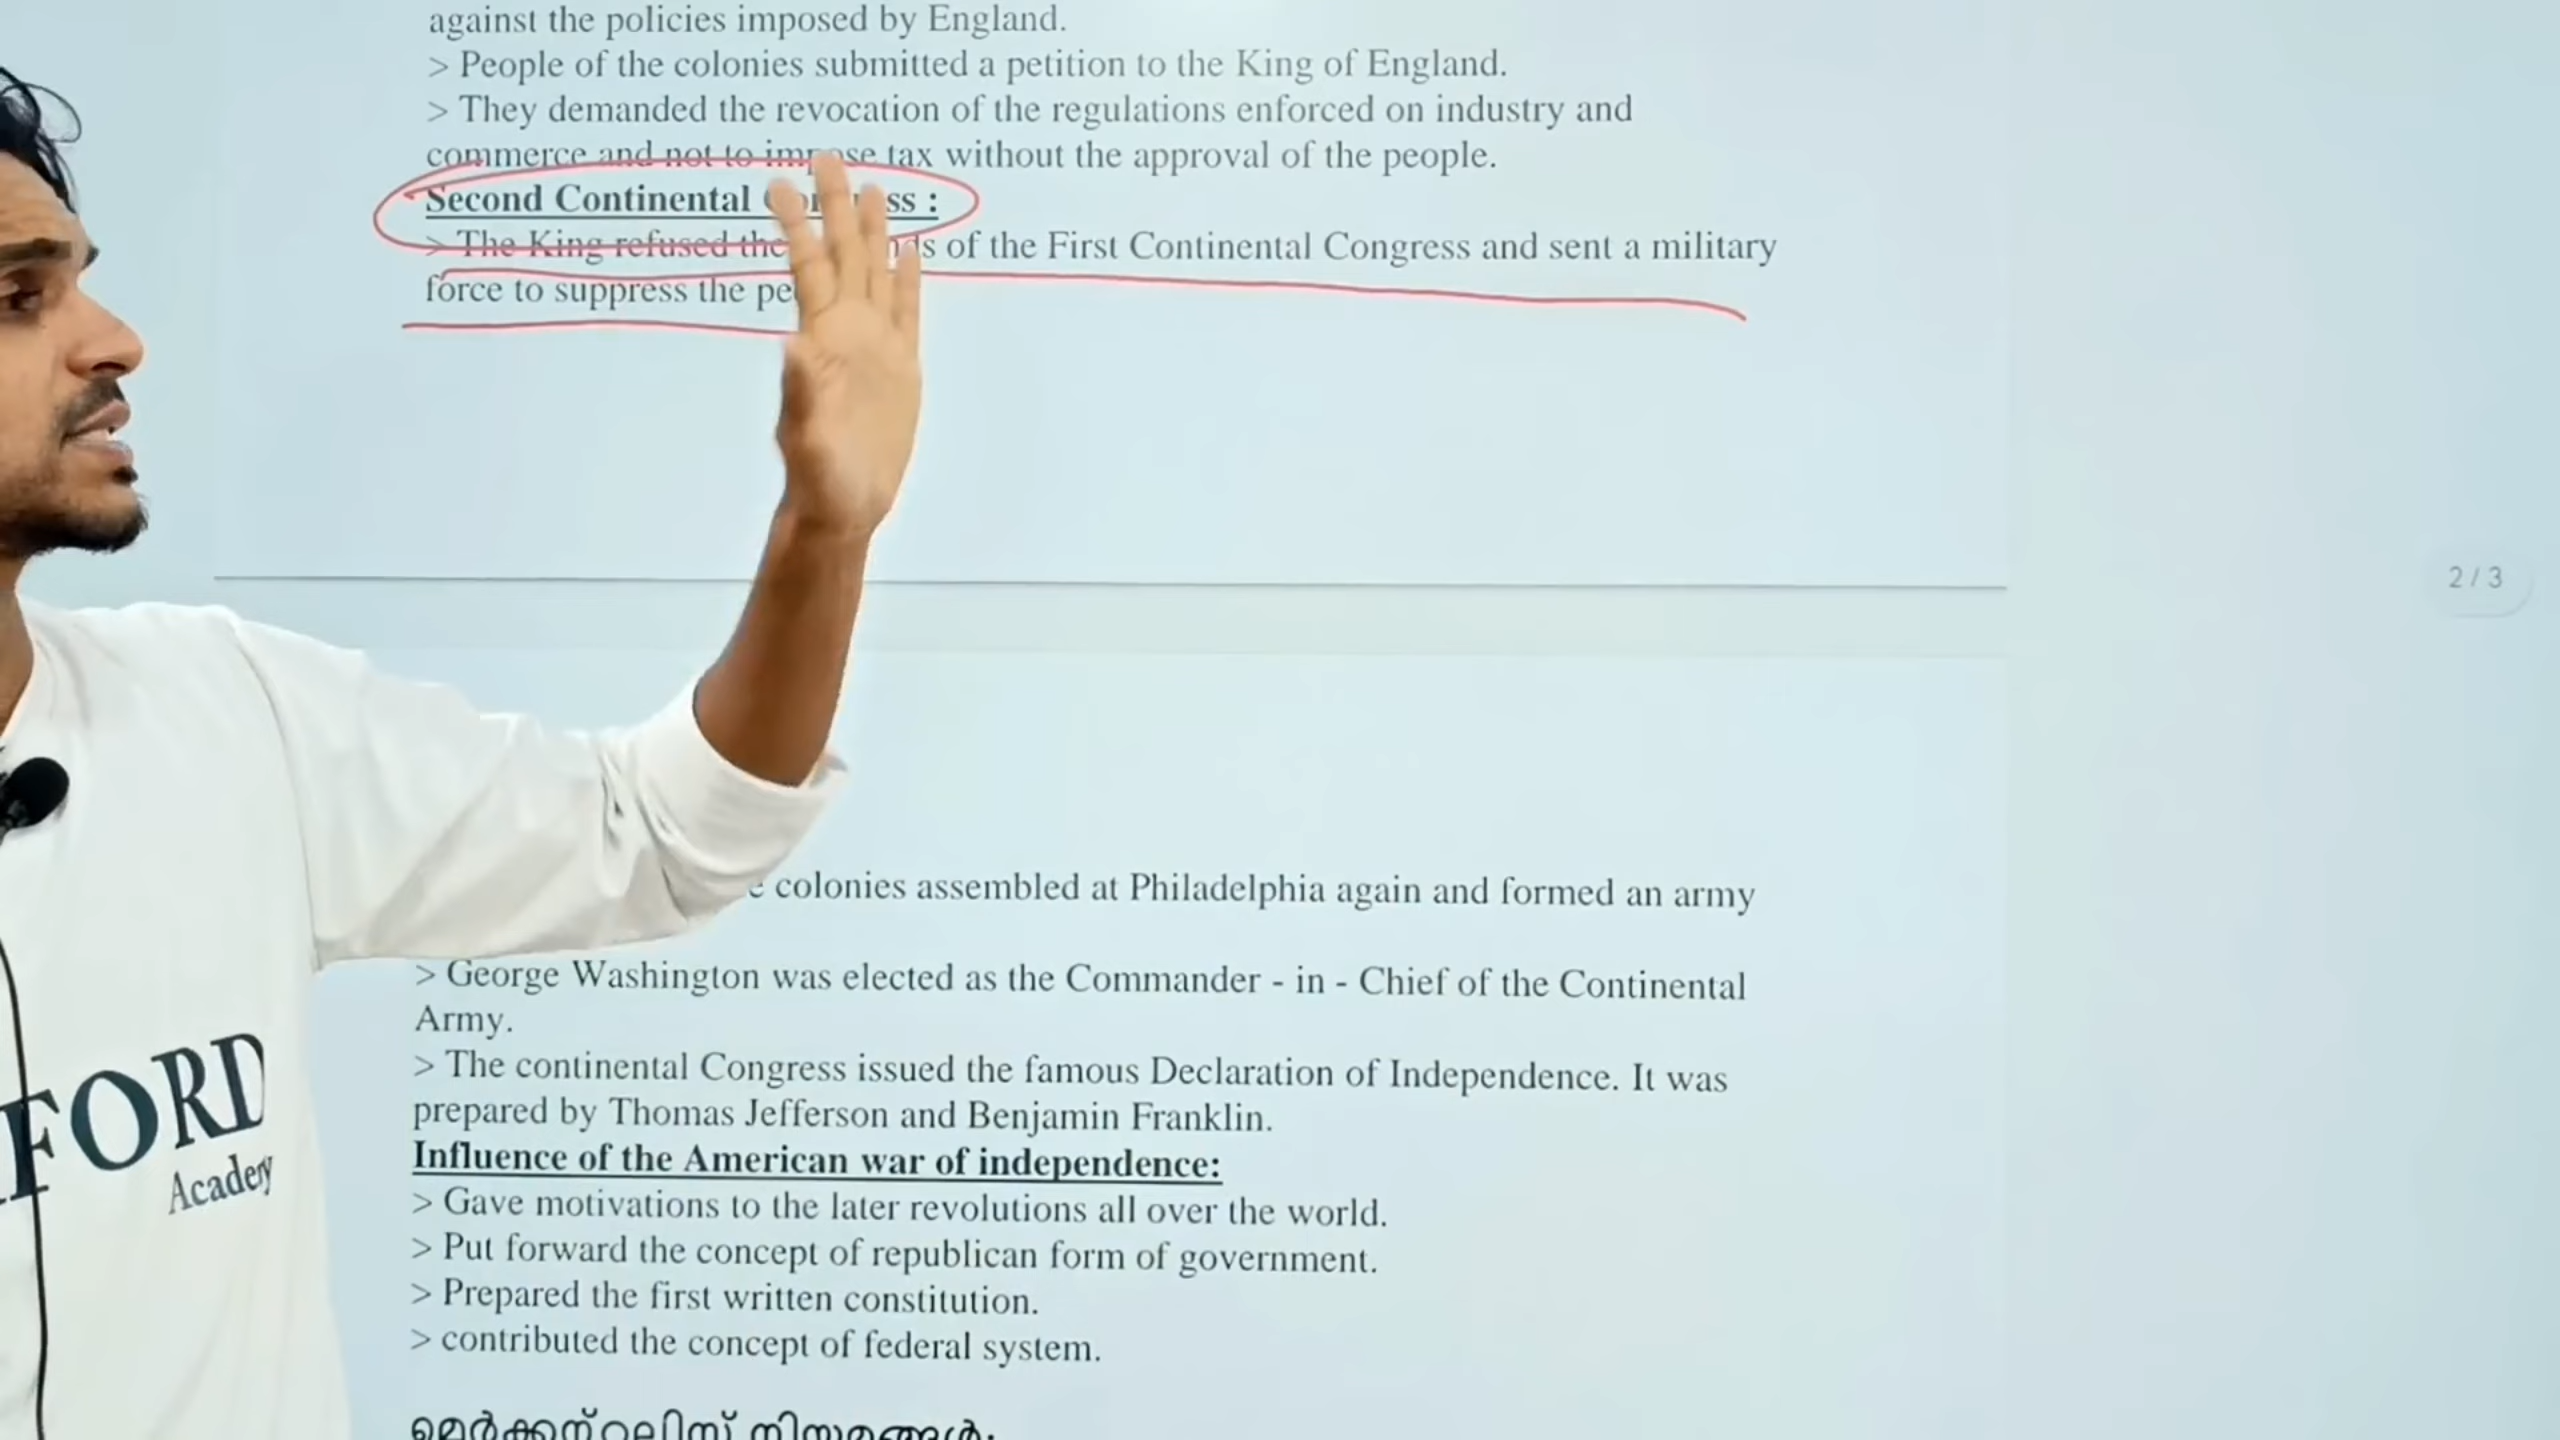 against the policies imposed by England.
> People of the colonies submitted a petition to the King of England.
> They demanded the revocation of the regulations enforced on industry and
commerce and not to impose tax without the approval of the people.
Second Continental :
> The King refused the of the First Continental Congress and sent a military
force to suppress the
2 / 3
colonies assembled at Philadelphia again and formed an army
> George Washington was elected as the Commander - in - Chief of the Continental
Army.
> The continental Congress issued the famous Declaration of Independence. It was
prepared by Thomas Jefferson and Benjamin Franklin.
Influence of the American war of independence:
> Gave motivations to the later revolutions all over the world.
> Put forward the concept of republican form of government.
> Prepared the first written constitution.
> contributed the concept of federal system.